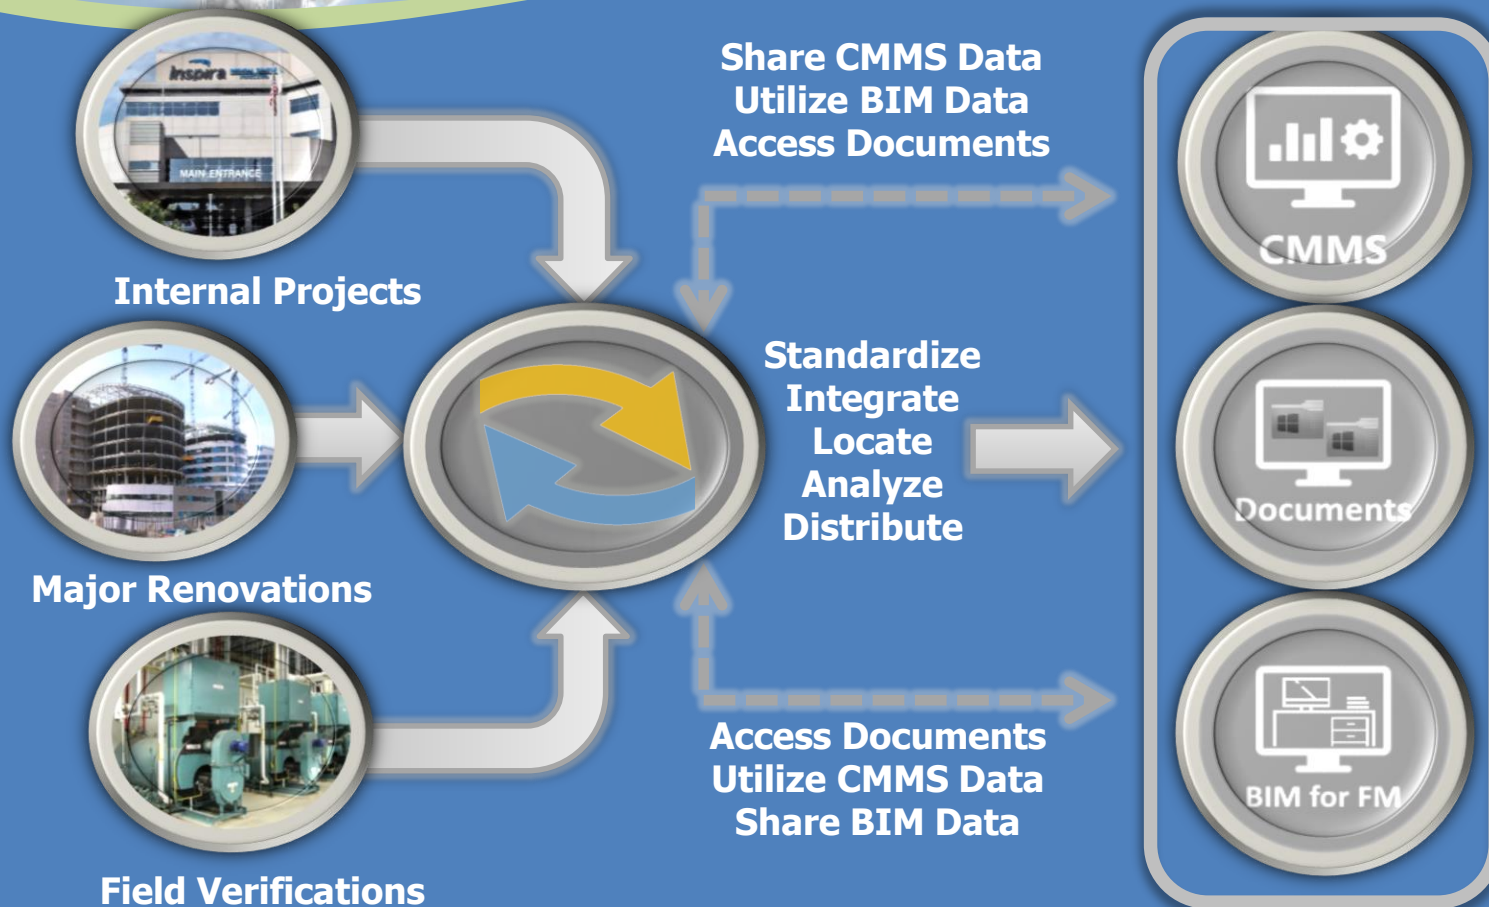 Inspira
MAIN ENTRANCE
Internal Projects
Major Renovations
Field Verifications
Share CMMS Data
Utilize BIM Data
Access Documents
Standardize
Integrate
Locate
Analyze
Distribute
Access Documents
Utilize CMMS Data
Share BIM Data
CMMS
Documents
BIM for FM